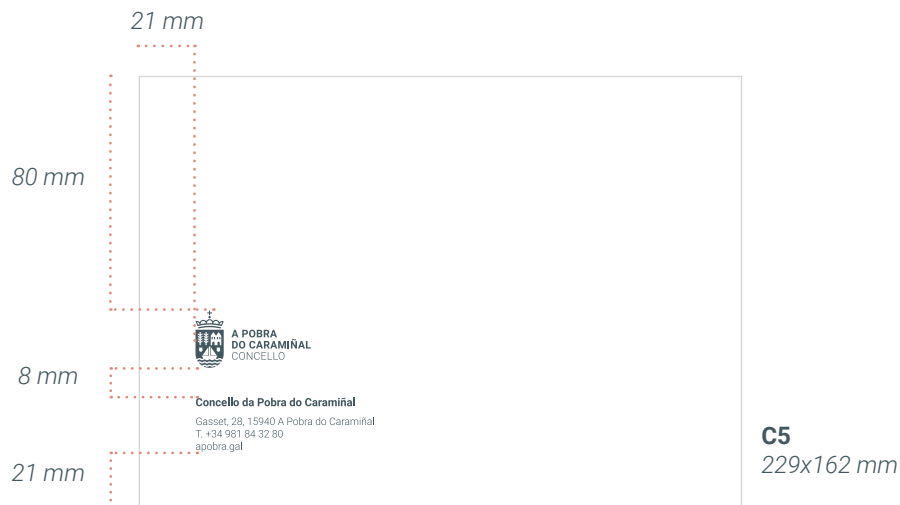 21 mm
80 mm
A POBRA
DO CARAMIÑAL
CONCELLO
8 mm
Concello da Pobra do Caramiñal
Gasset, 28, 15940 A Pobra do Caramiñal
T. +34 981 84 32 80
apobra.gal
21 mm
C5
229x162 mm